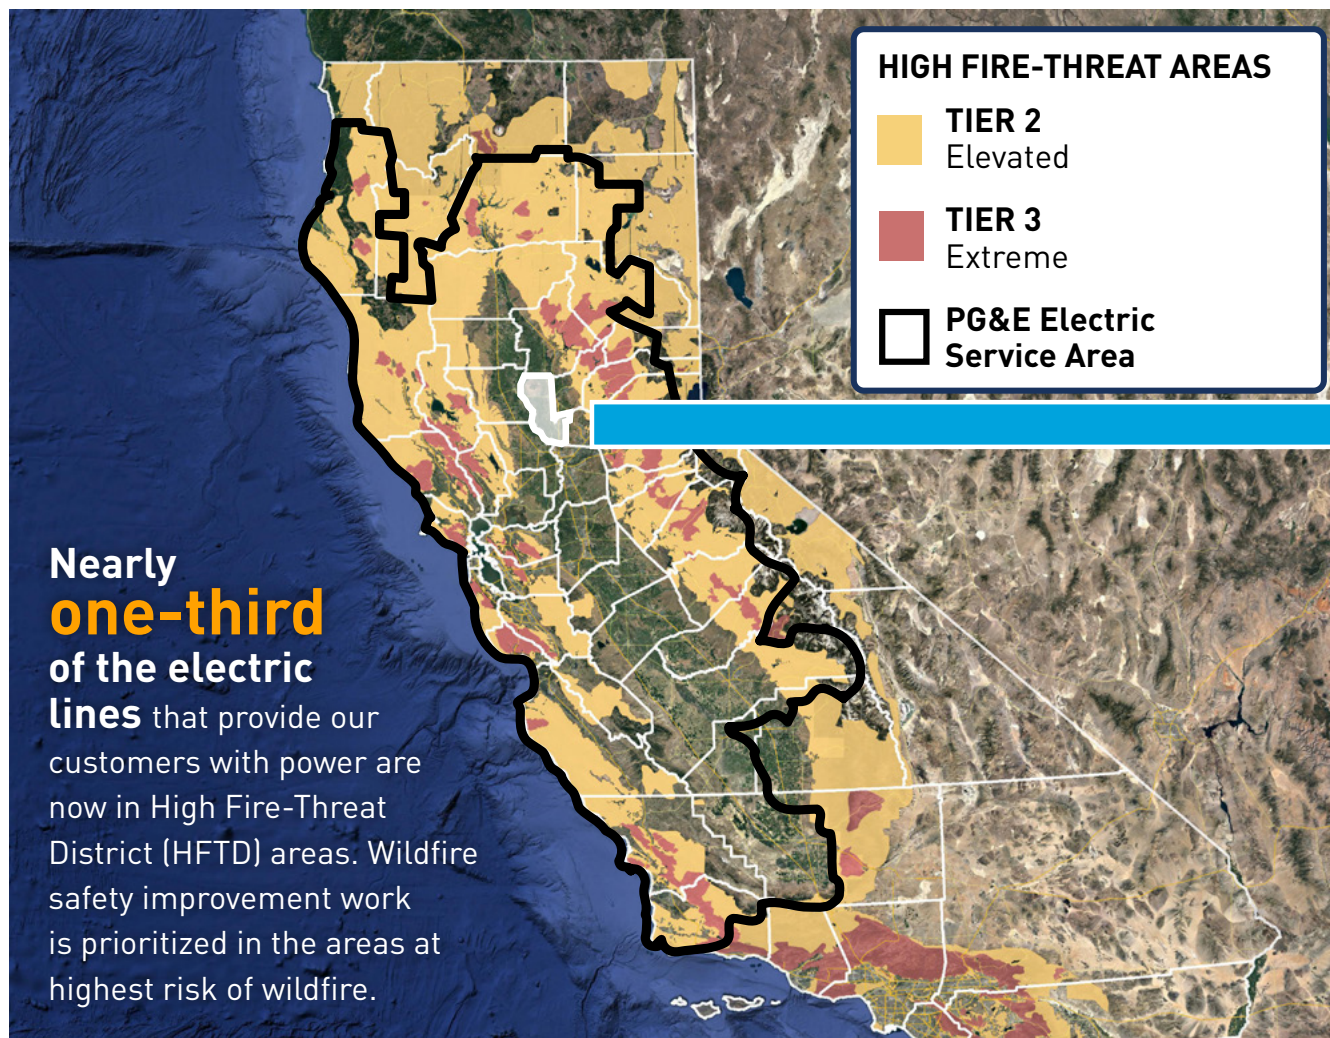 HIGH FIRE-THREAT AREAS
TIER 2
Elevated
TIER 3
Extreme
PG&E Electric
Service Area
Nearly
one-third
of the electric
lines that provide our
customers with power are
now in High Fire-Threat
District (HFTD) areas. Wildfire
safety improvement work
is prioritized in the areas at
highest risk of wildfire.